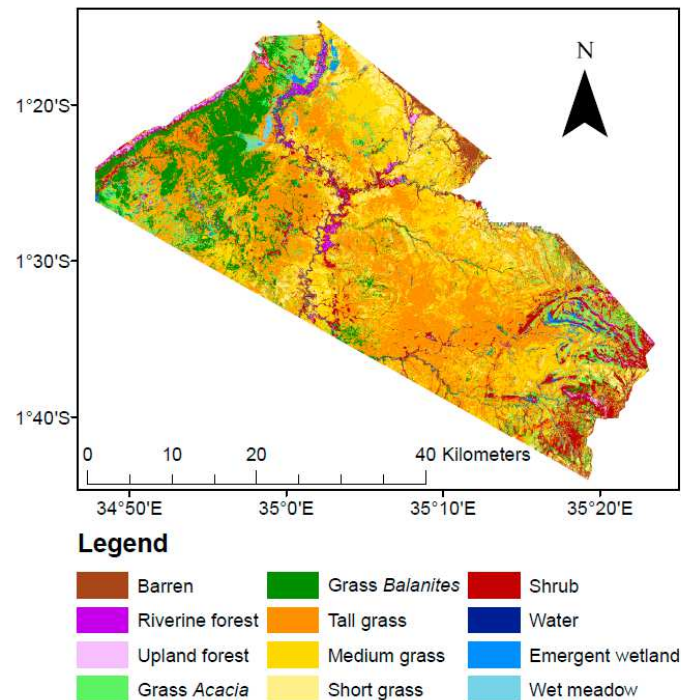 N
1°20'S
1°30'S
1°40'S
0 10 20 40 Kilometers
34°50'E 35°0'E 35°10'E 35°20'E
Legend
Barren Grass Balanites Shrub
Riverine forest Tall grass Water
Upland forest Medium grass Emergent wetland
Grass Acacia Short grass Wet meadow